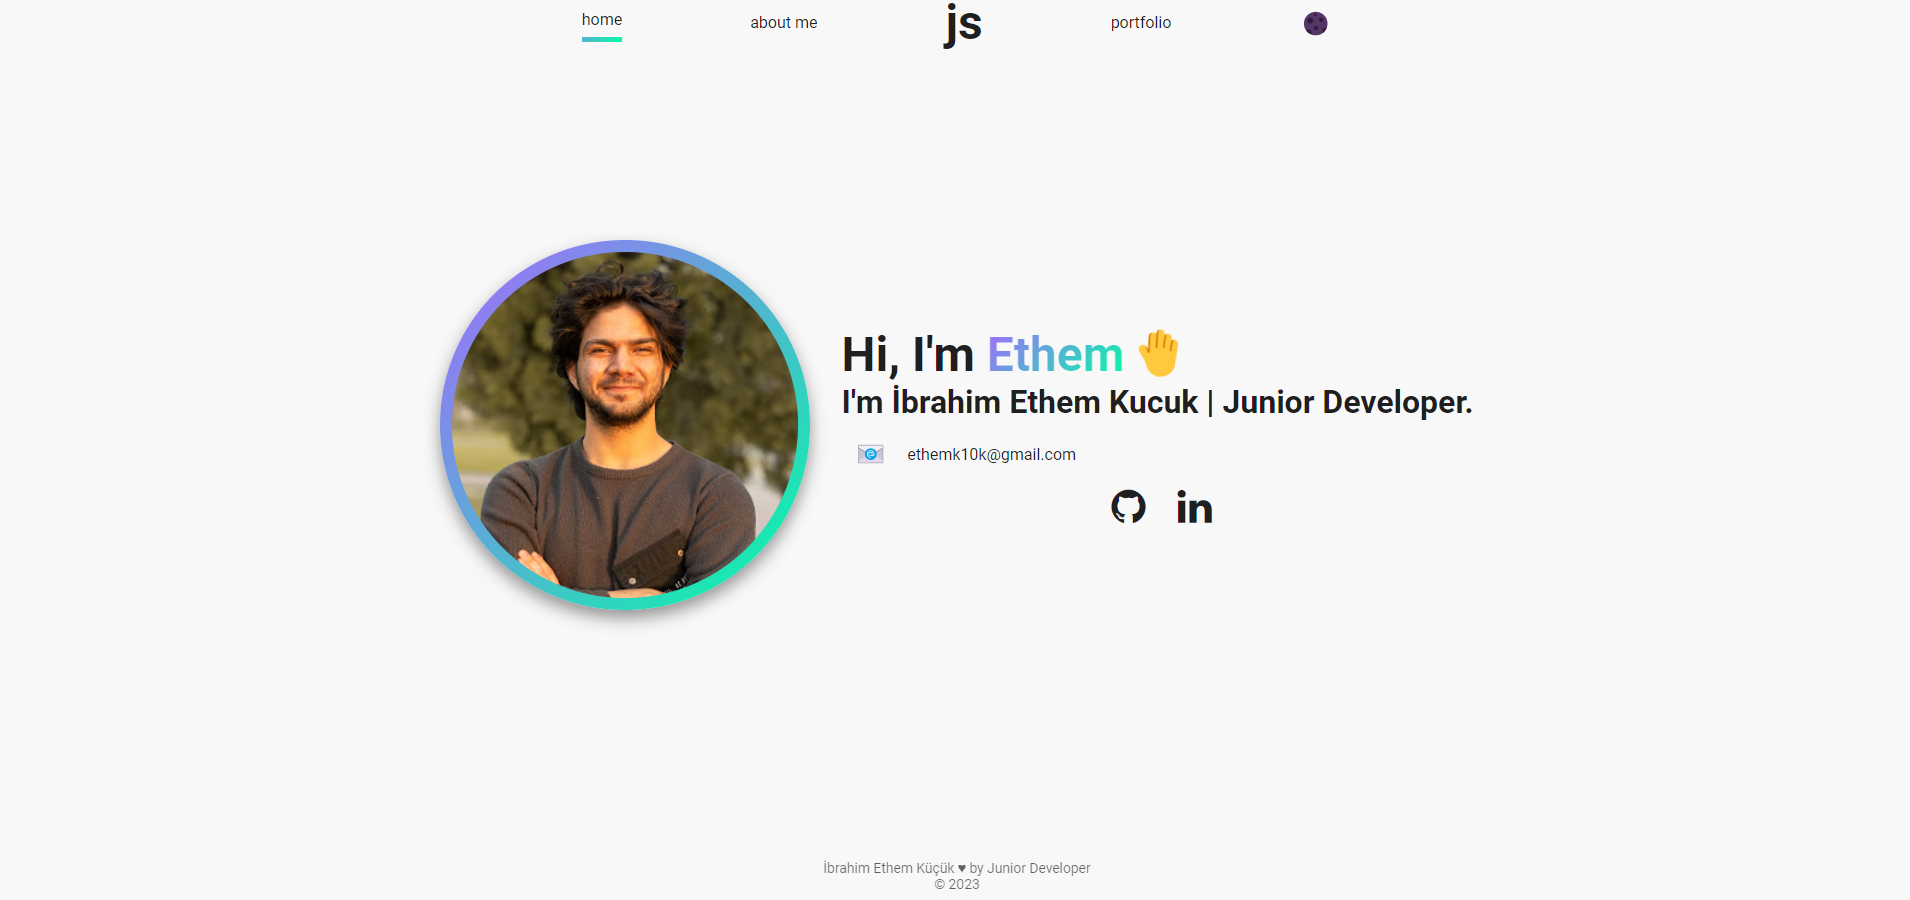 home
about me
js
portfolio
Hi, I'm Ethem 🤚
I'm İbrahim Ethem Kucuk | Junior Developer.
ethemk10k@gmail.com
in
İbrahim Ethem Küçük ♥ by Junior Developer
© 2023